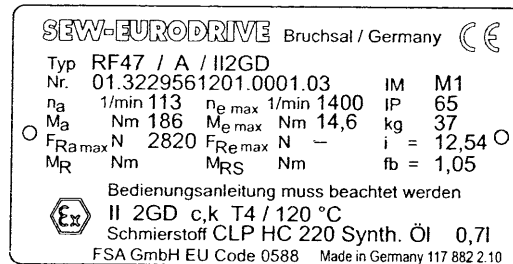 SEW-EURODRIVE Bruchsal / Germany CE
Typ RF47 / A / II2GD
Nr. 01.3229561201.0001.03 IM M1
na 1/min 113 ne max 1/min 1400 IP 65
Ma Nm 186 Me max Nm 14,6 kg 37
FRa max N 2820 FRe max N – i = 12,54
MR Nm MRS Nm fb = 1,05
Bedienungsanleitung muss beachtet werden
Ex II 2GD c,k T4 / 120 °C
Schmierstoff CLP HC 220 Synth. Öl 0,7l
FSA GmbH EU Code 0588 Made in Germany 117 882 2.10